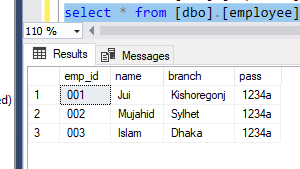 select * from [dbo].[employee]
110 %
Results Messages
emp_id name branch pass
1 001 Jui Kishoregonj 1234a
2 002 Mujahid Sylhet 1234a
3 003 Islam Dhaka 1234a
ed)